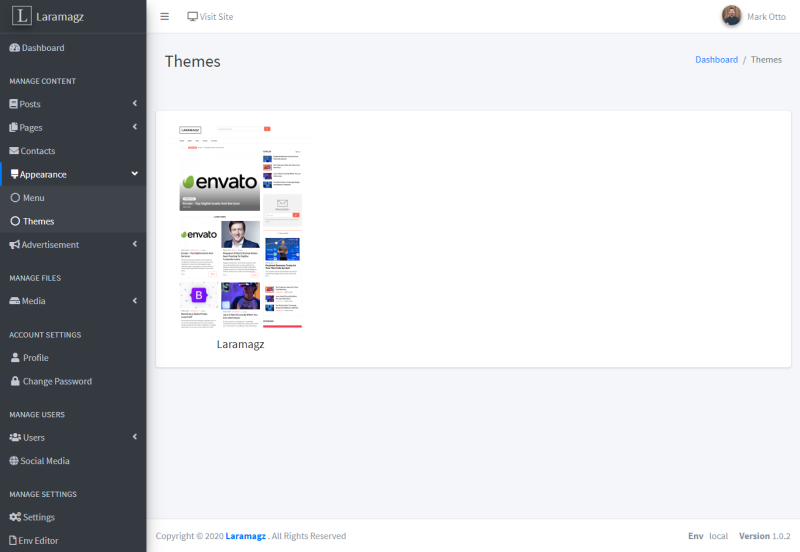 L Laramagz
Visit Site
Mark Otto
Dashboard
MANAGE CONTENT
Posts
Pages
Contacts
Appearance
Menu
Themes
Advertisement
MANAGE FILES
Media
ACCOUNT SETTINGS
Profile
Change Password
MANAGE USERS
Users
Social Media
MANAGE SETTINGS
Settings
Env Editor
Themes
Dashboard / Themes
LARAMAGZ
envato
envato
B
Laramagz
Copyright © 2020 Laramagz . All Rights Reserved
Env local Version 1.0.2